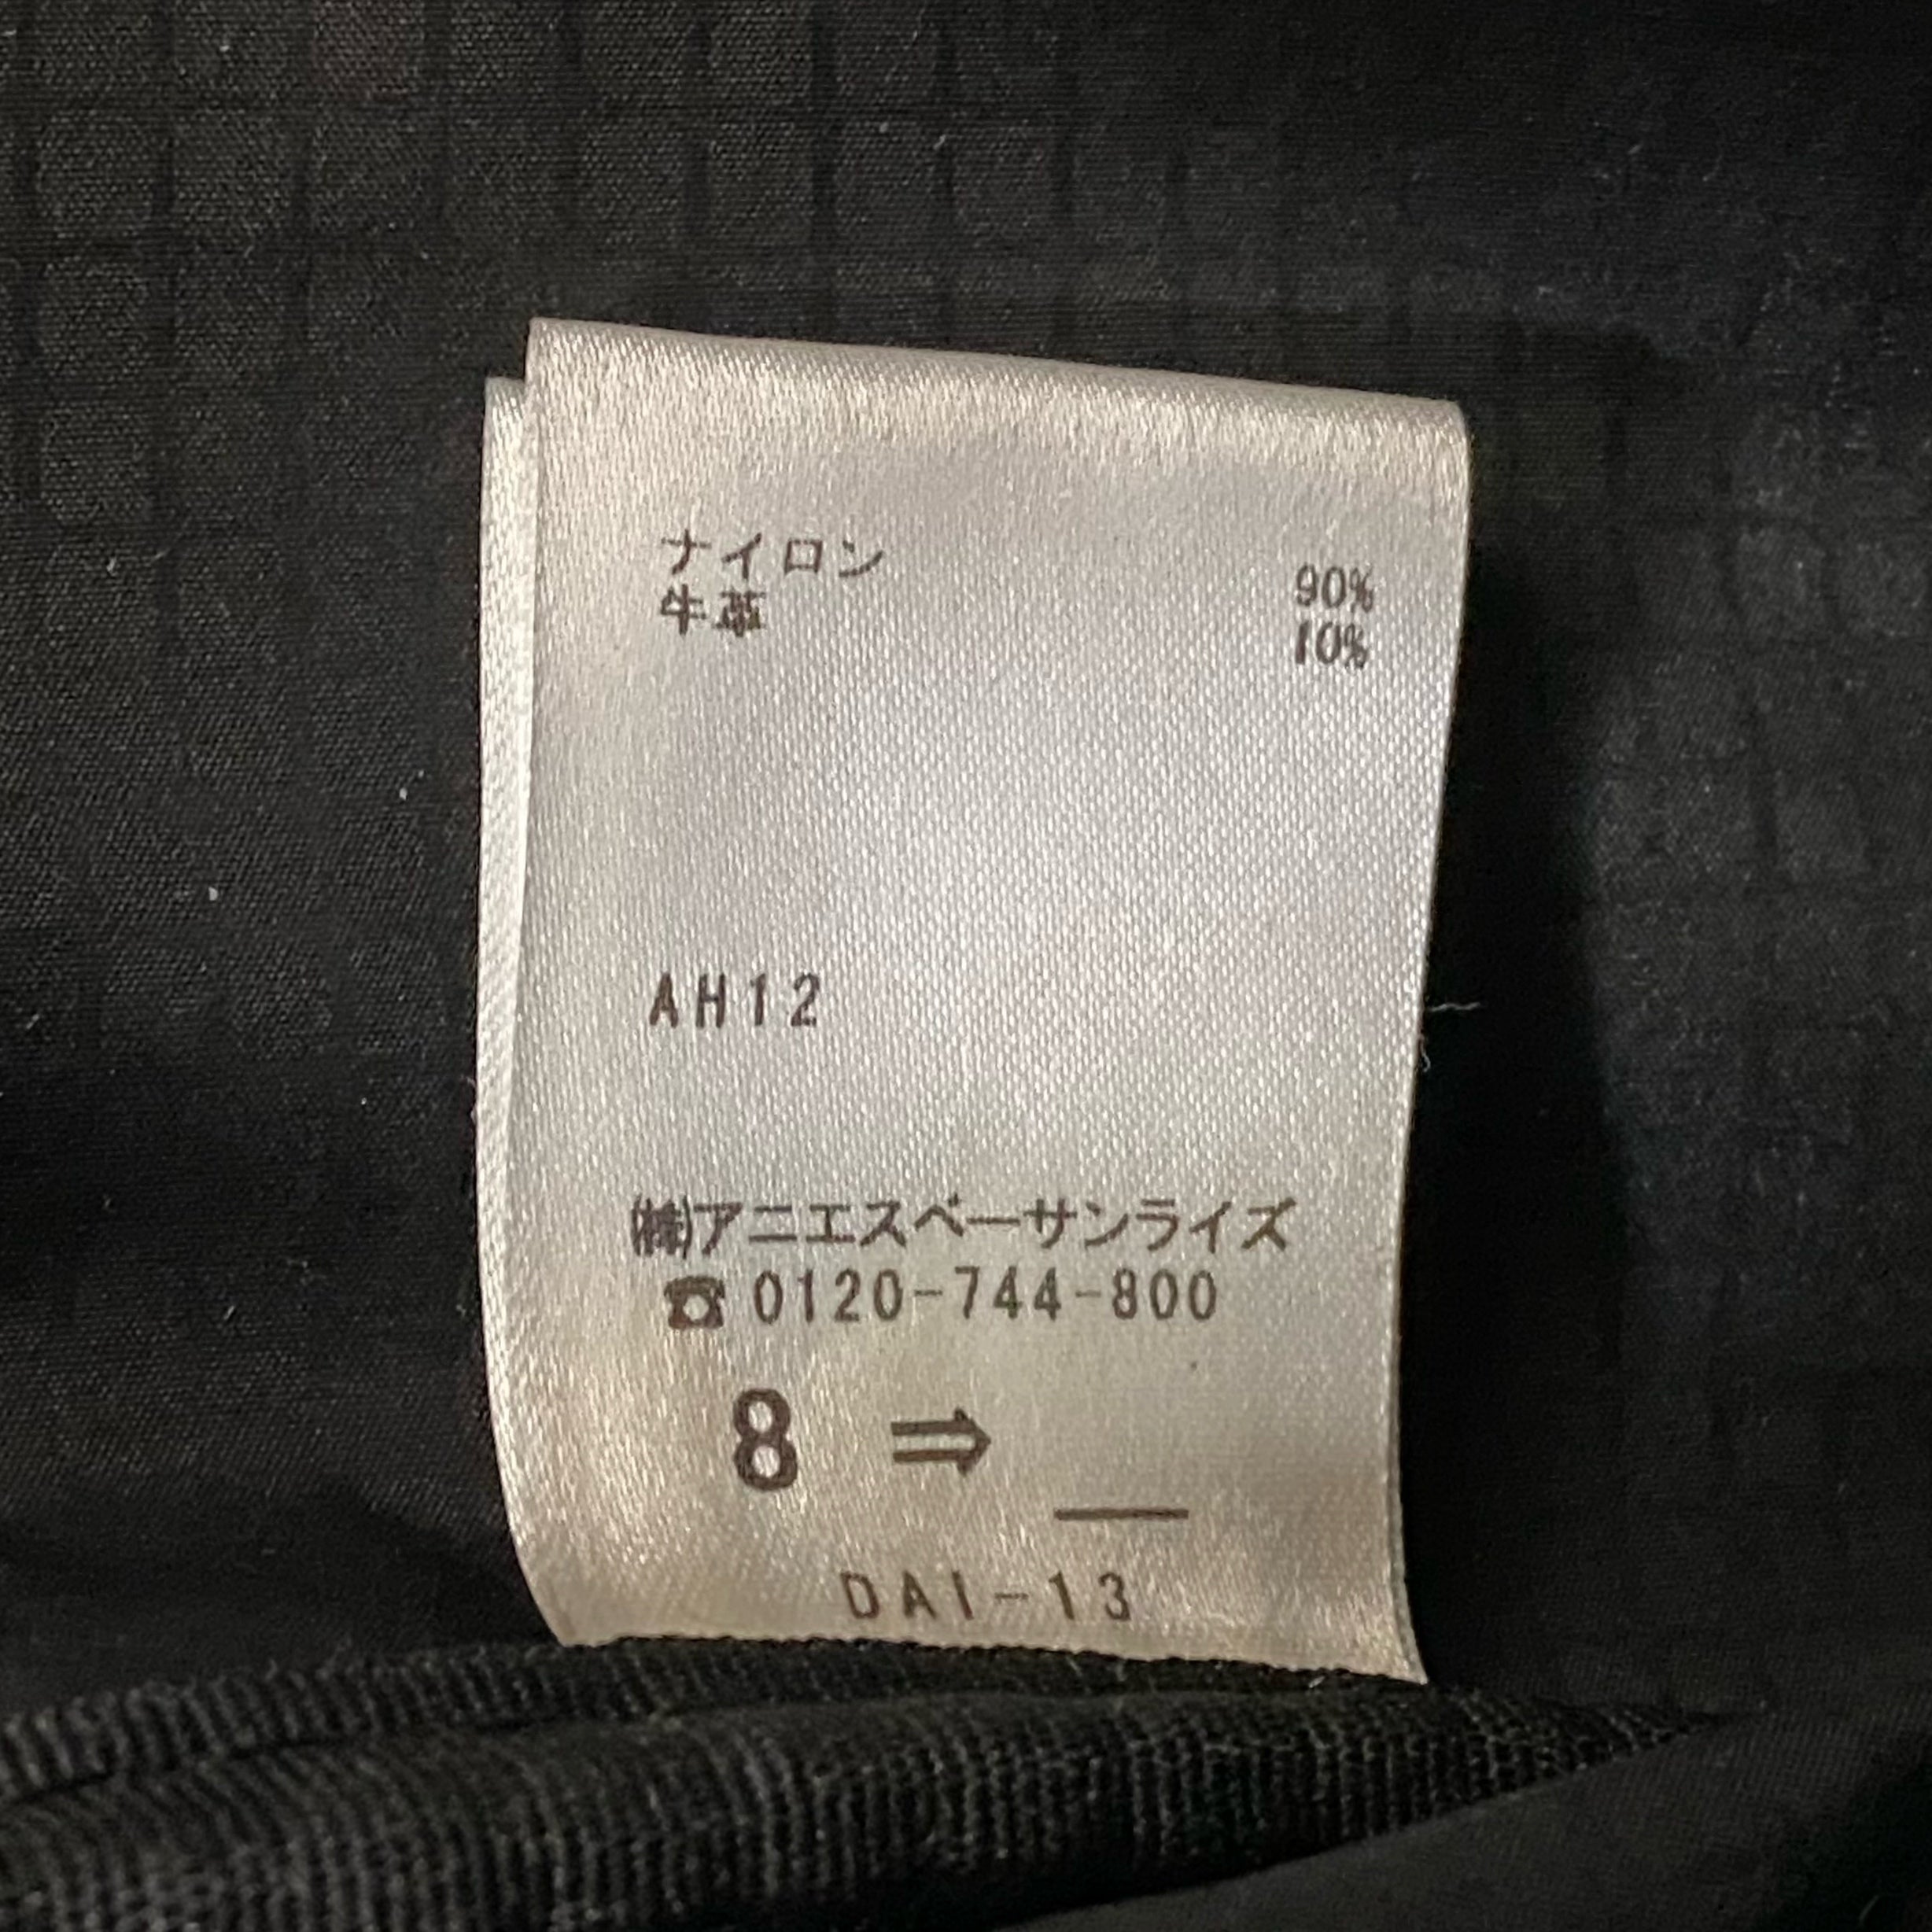 ナイロン 90%
牛革 10%
AH12
㈱アニエスベーサンライズ
☎0120-744-800
8 ⇒ __
DAI-13